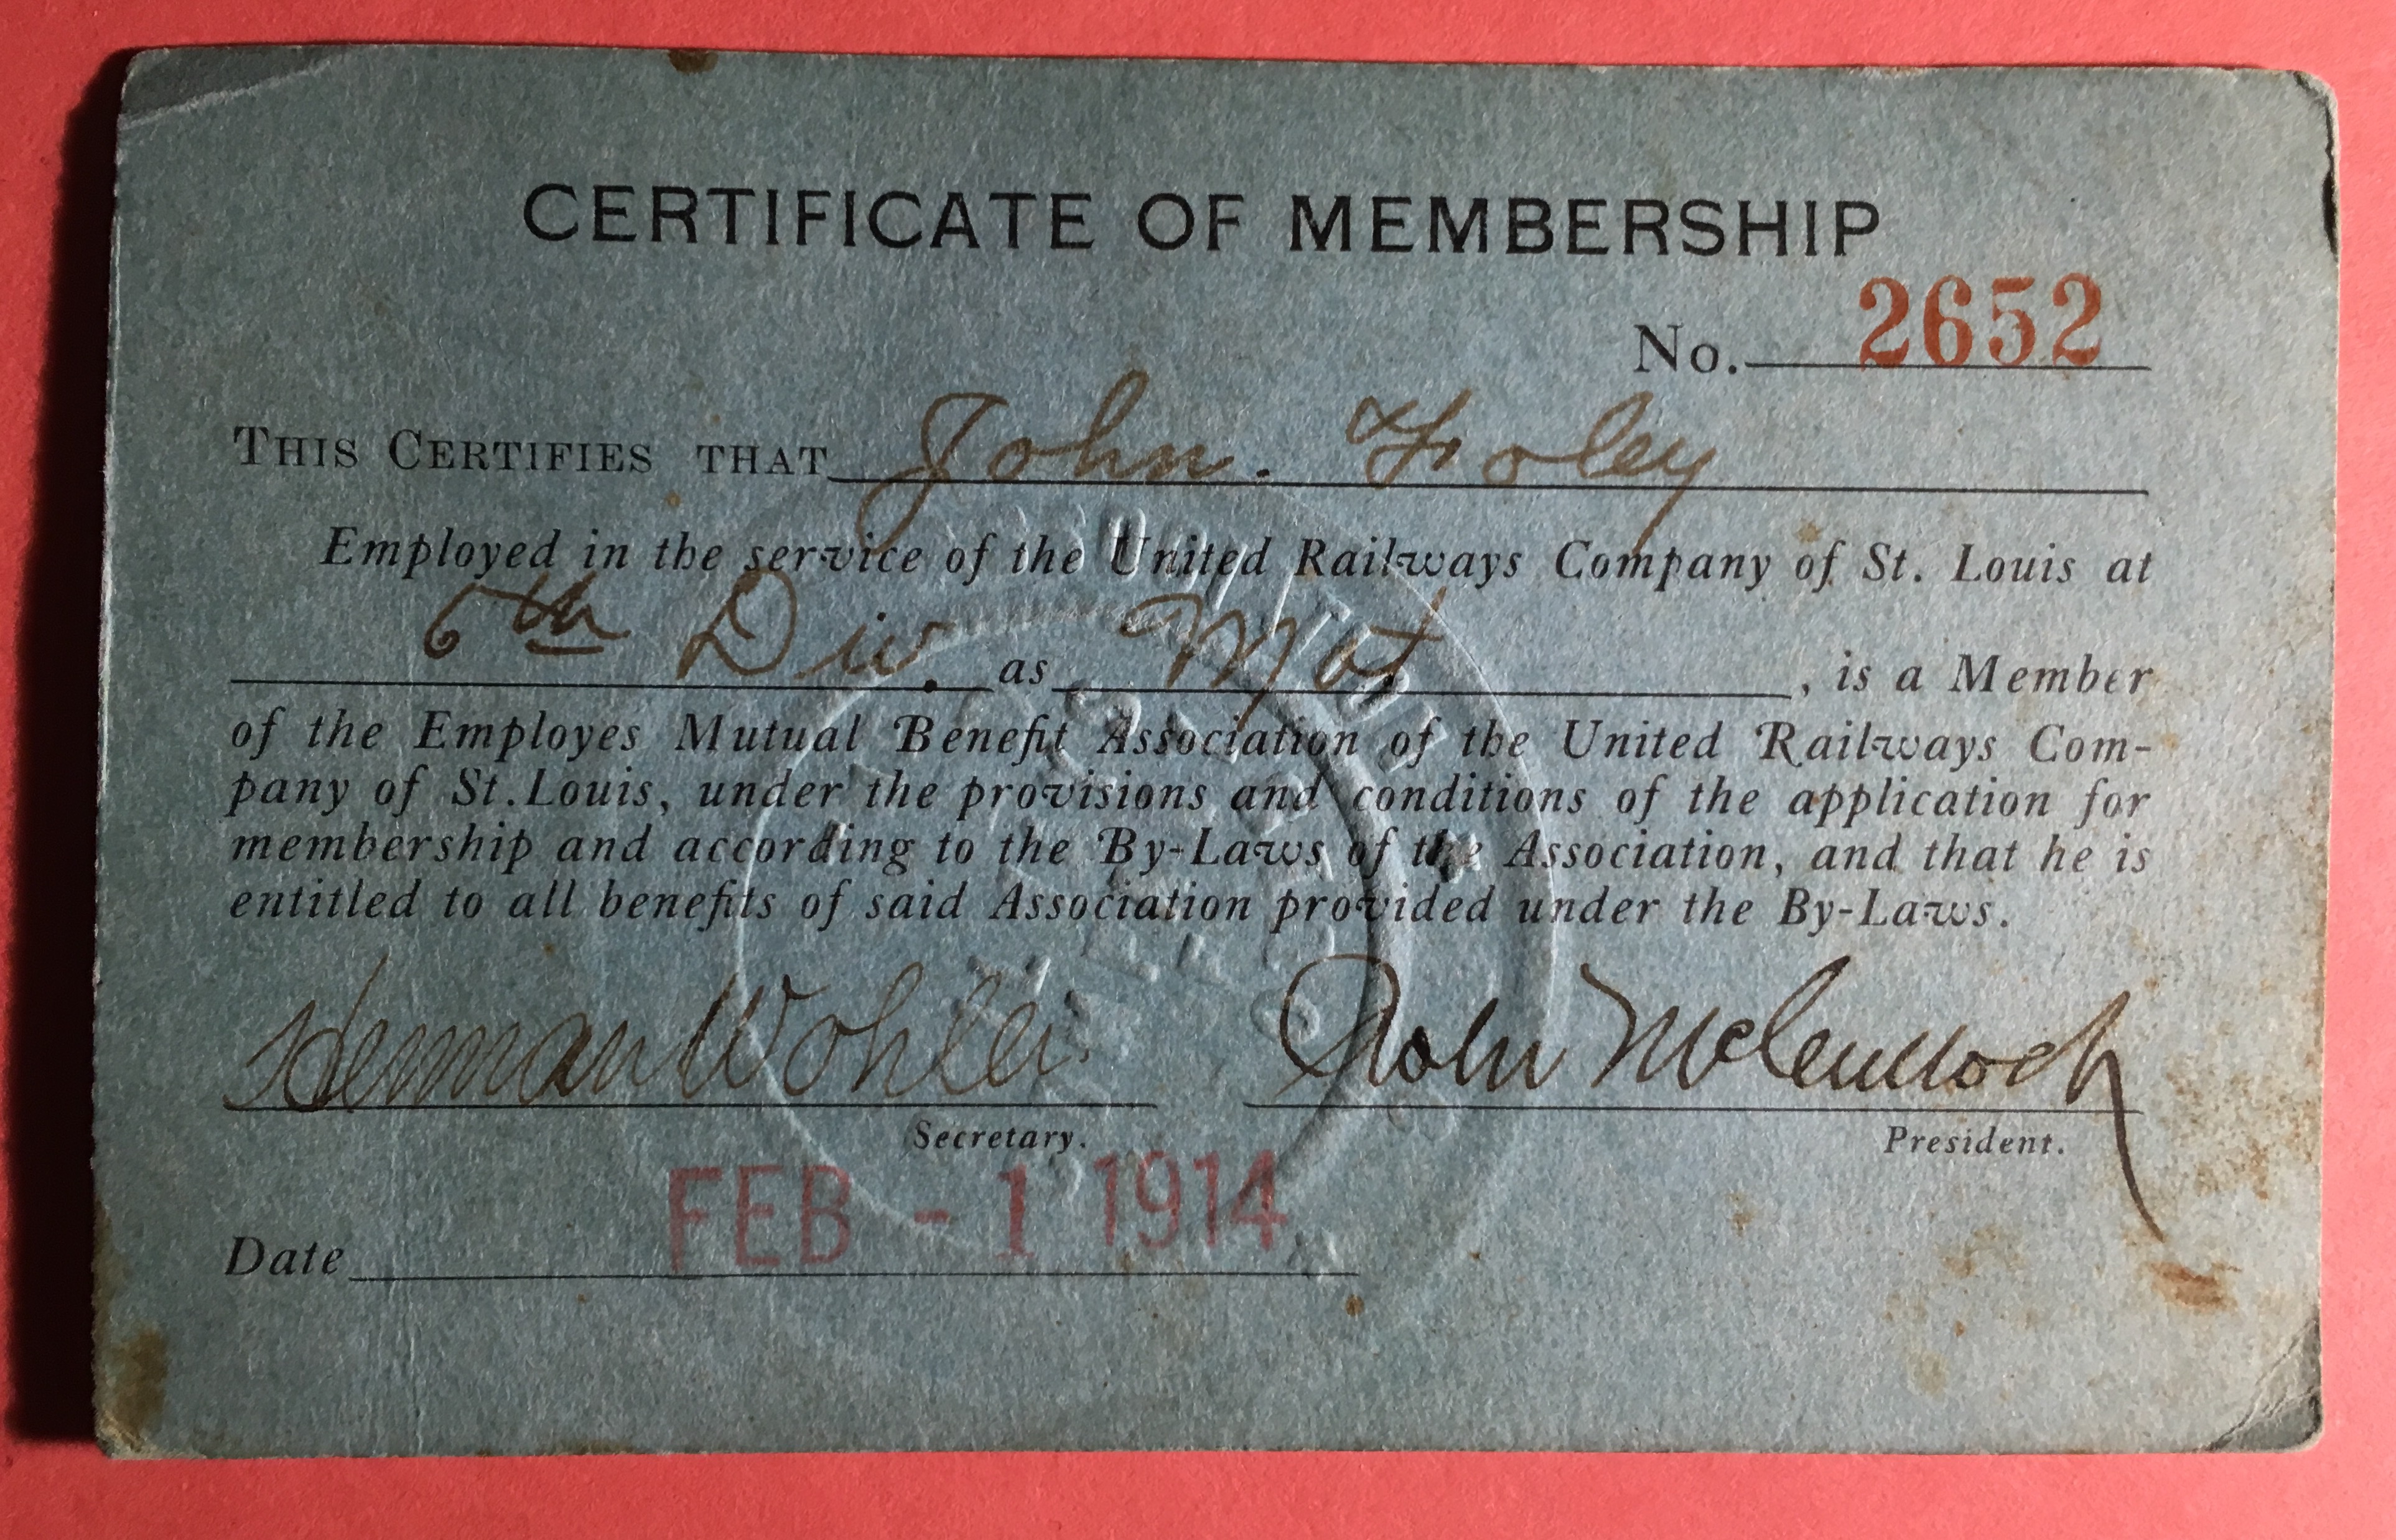 CERTIFICATE OF MEMBERSHIP
No. 2652
THIS CERTIFIES THAT John. Foley
Employed in the service of the United Railways Company of St. Louis at
6th Div. as Mot, is a Member
of the Employes Mutual Benefit Association of the United Railways Com-
pany of St. Louis, under the provisions and conditions of the application for
membership and according to the By-Laws of the Association, and that he is
entitled to all benefits of said Association provided under the By-Laws.
Herman Wohler. Robt McCulloch
Secretary. President.
FEB - 1 1914
Date